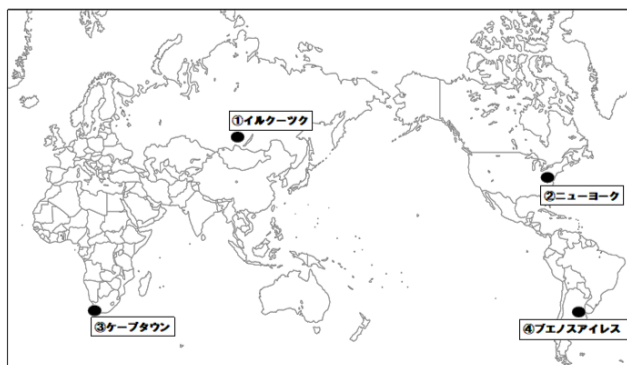 ①イルクーツク
②ニューヨーク
③ケープタウン
④ブエノスアイレス